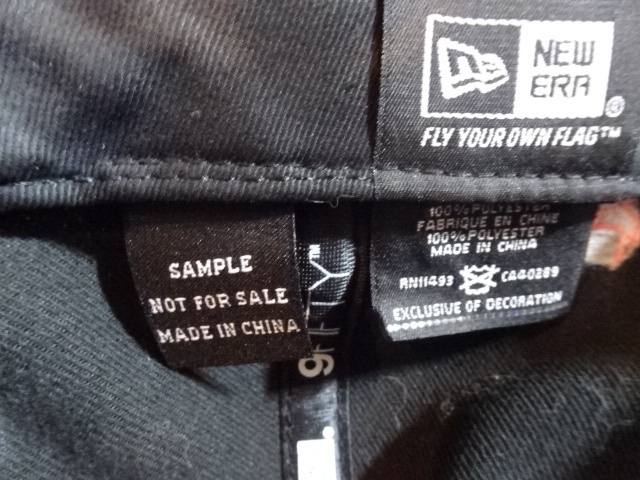 NEW
ERA
®
FLY YOUR OWN FLAG™
SAMPLE
NOT FOR SALE
MADE IN CHINA
100% POLYESTER
FABRIQUE EN CHINE
100% POLYESTER
MADE IN CHINA
RN11493 CA40289
EXCLUSIVE OF DECORATION
9FIFTY™